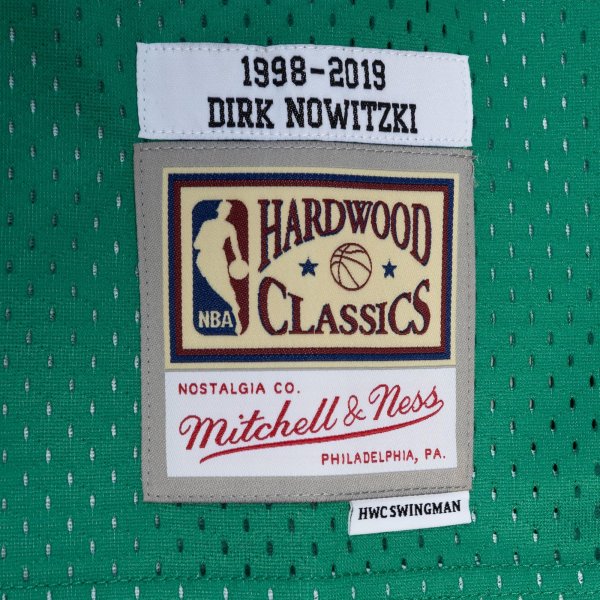 1998-2019
DIRK NOWITZKI
HARDWOOD
CLASSICS
NBA
NOSTALGIA CO.
Mitchell & Ness
PHILADELPHIA, PA.
HWC SWINGMAN